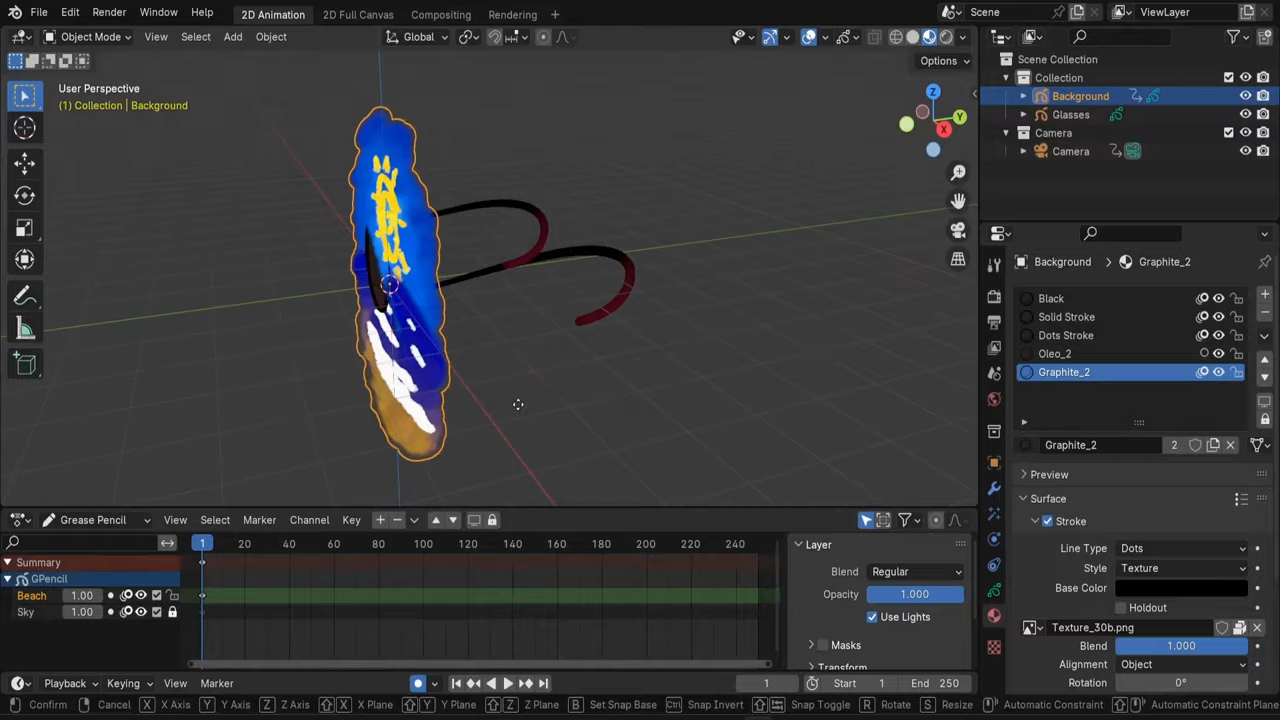 File Edit Render Window Help 2D Animation 2D Full Canvas Compositing Rendering + Scene ViewLayer
Object Mode View Select Add Object Global
Options
User Perspective
(1) Collection | Background
Z
Y
X
Scene Collection
Collection
Background
Glasses
Camera
Camera
Background > Graphite_2
Black
Solid Stroke
Dots Stroke
Oleo_2
Graphite_2
Graphite_2 2
Preview
Surface
Stroke
Line Type Dots
Style Texture
Base Color
Holdout
Texture_30b.png
Blend 1.000
Alignment Object
Rotation 0°
Grease Pencil View Select Marker Channel Key
1 20 40 60 80 100 120 140 160 180 200 220 240
Summary
GPencil
Beach 1.00
Sky 1.00
Layer
Blend Regular
Opacity 1.000
Use Lights
Masks
Transform
Playback Keying View Marker 1 Start 1 End 250
Confirm Cancel X X Axis Y Y Axis Z Z Axis X X Plane Y Y Plane Z Z Plane B Set Snap Base Ctrl Snap Invert Snap Toggle R Rotate S Resize Automatic Constraint Automatic Constraint Plane